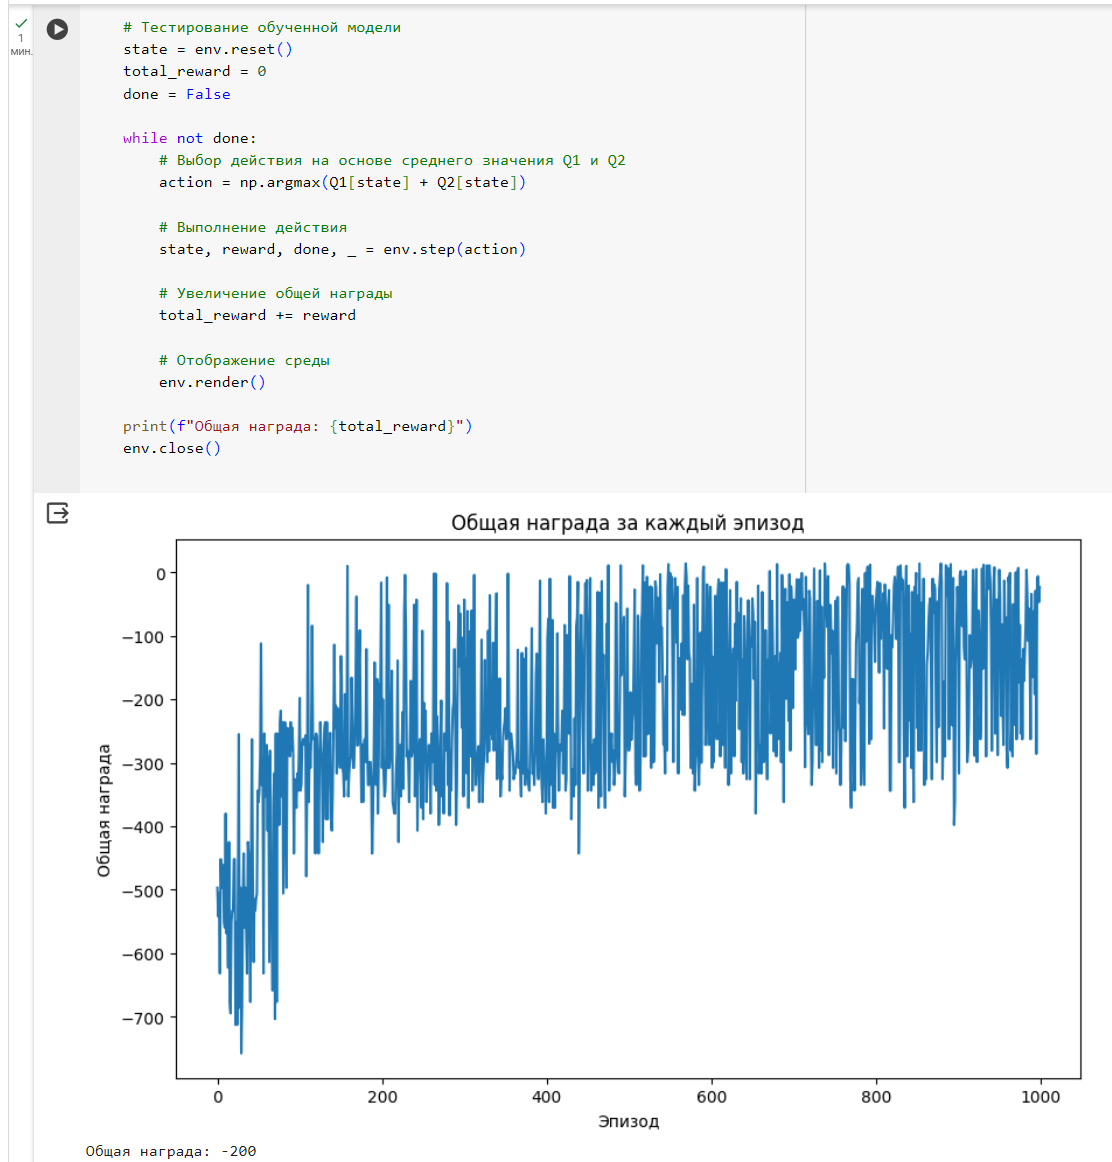 1
мин.
# Тестирование обученной модели
state = env.reset()
total_reward = 0
done = False
while not done:
# Выбор действия на основе среднего значения Q1 и Q2
action = np.argmax(Q1[state] + Q2[state])
# Выполнение действия
state, reward, done, _ = env.step(action)
# Увеличение общей награды
total_reward += reward
# Отображение среды
env.render()
print(f"Общая награда: {total_reward}")
env.close()
Общая награда за каждый эпизод
Общая награда
0
−100
−200
−300
−400
−500
−600
−700
0 200 400 600 800 1000
Эпизод
Общая награда: -200